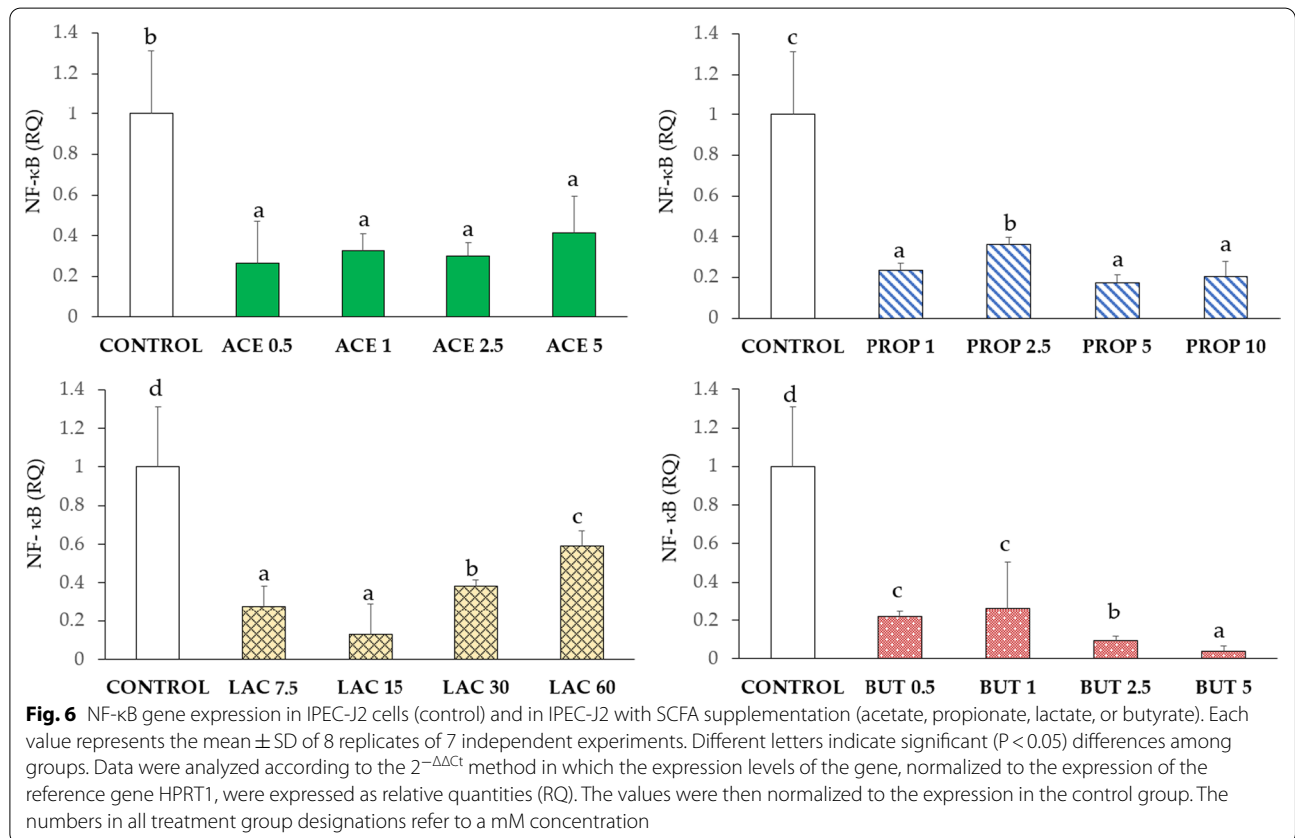 1.4
1.2
1
0.8
0.6
0.4
0.2
0
NF-κB (RQ)
b
a
a
a
a
CONTROL ACE 0.5 ACE 1 ACE 2.5 ACE 5
1.4
1.2
1
0.8
0.6
0.4
0.2
0
NF-κB (RQ)
c
a
b
a
a
CONTROL PROP 1 PROP 2.5 PROP 5 PROP 10
1.4
1.2
1
0.8
0.6
0.4
0.2
0
NF- κB (RQ)
d
a
a
b
c
CONTROL LAC 7.5 LAC 15 LAC 30 LAC 60
1.4
1.2
1
0.8
0.6
0.4
0.2
0
NF- κB (RQ)
d
c
c
b
a
CONTROL BUT 0.5 BUT 1 BUT 2.5 BUT 5
Fig. 6 NF-κB gene expression in IPEC-J2 cells (control) and in IPEC-J2 with SCFA supplementation (acetate, propionate, lactate, or butyrate). Each
value represents the mean ± SD of 8 replicates of 7 independent experiments. Different letters indicate significant (P < 0.05) differences among
groups. Data were analyzed according to the 2−ΔΔCt method in which the expression levels of the gene, normalized to the expression of the
reference gene HPRT1, were expressed as relative quantities (RQ). The values were then normalized to the expression in the control group. The
numbers in all treatment group designations refer to a mM concentration